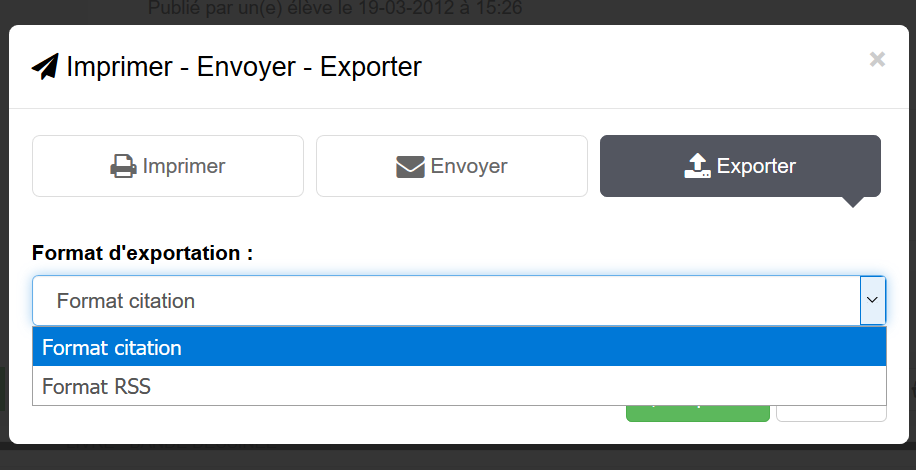 Publié par un(e) élève le 19-03-2012 à 15:26
Imprimer - Envoyer - Exporter
×
Imprimer
Envoyer
Exporter
Format d'exportation :
Format citation
Format citation
Format RSS